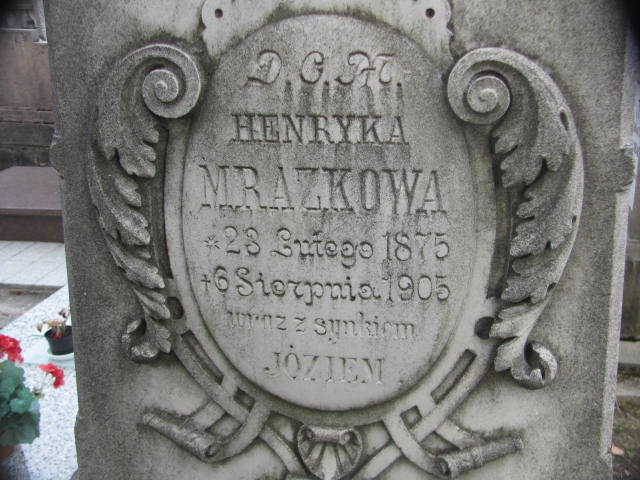 D.O.M.
HENRYKA
MRAZKOWA
*23 Lutego 1875
+6 Sierpnia 1905
wraz z synkiem
JÓZIEM